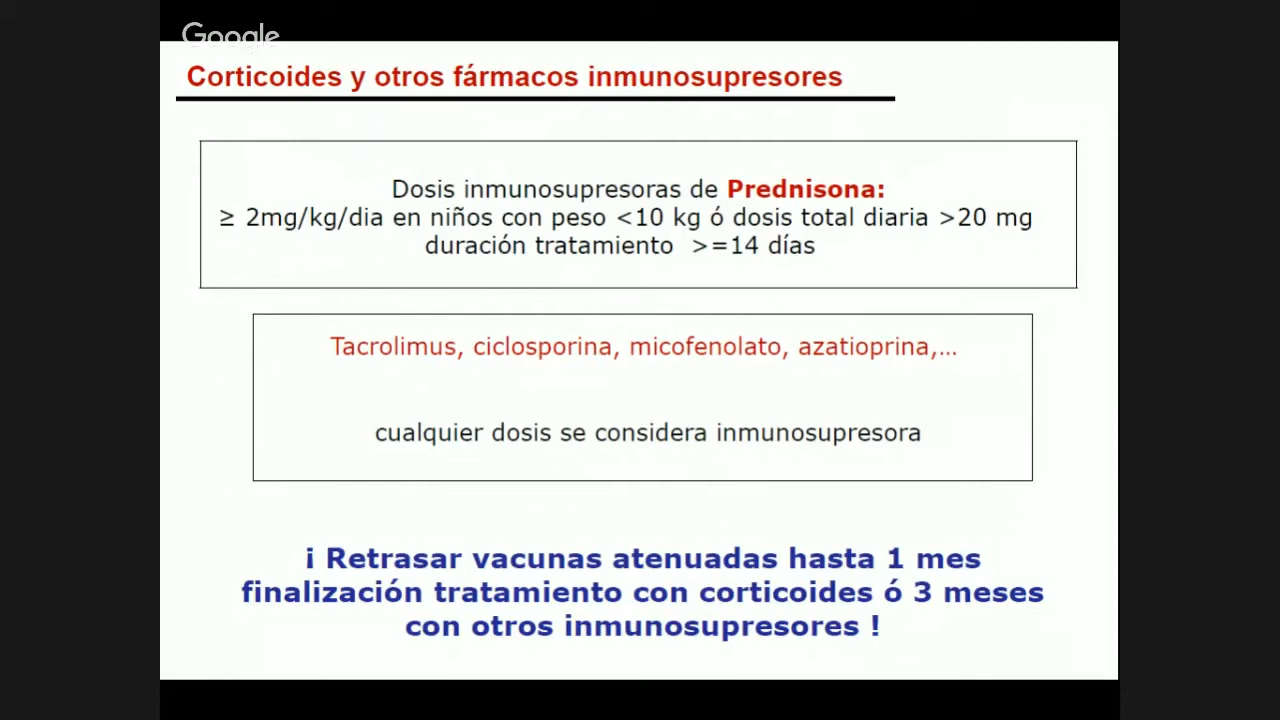 Google
Corticoides y otros fármacos inmunosupresores
Dosis inmunosupresoras de Prednisona:
≥ 2mg/kg/dia en niños con peso <10 kg ó dosis total diaria >20 mg
duración tratamiento >=14 días
Tacrolimus, ciclosporina, micofenolato, azatioprina,...
cualquier dosis se considera inmunosupresora
¡ Retrasar vacunas atenuadas hasta 1 mes
finalización tratamiento con corticoides ó 3 meses
con otros inmunosupresores !